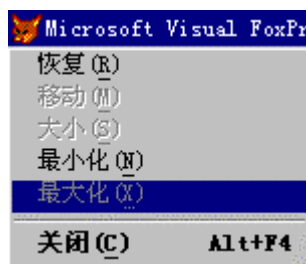 Microsoft Visual FoxPr
恢复(R)
移动(M)
大小(S)
最小化(N)
最大化(X)
关闭(C) Alt+F4